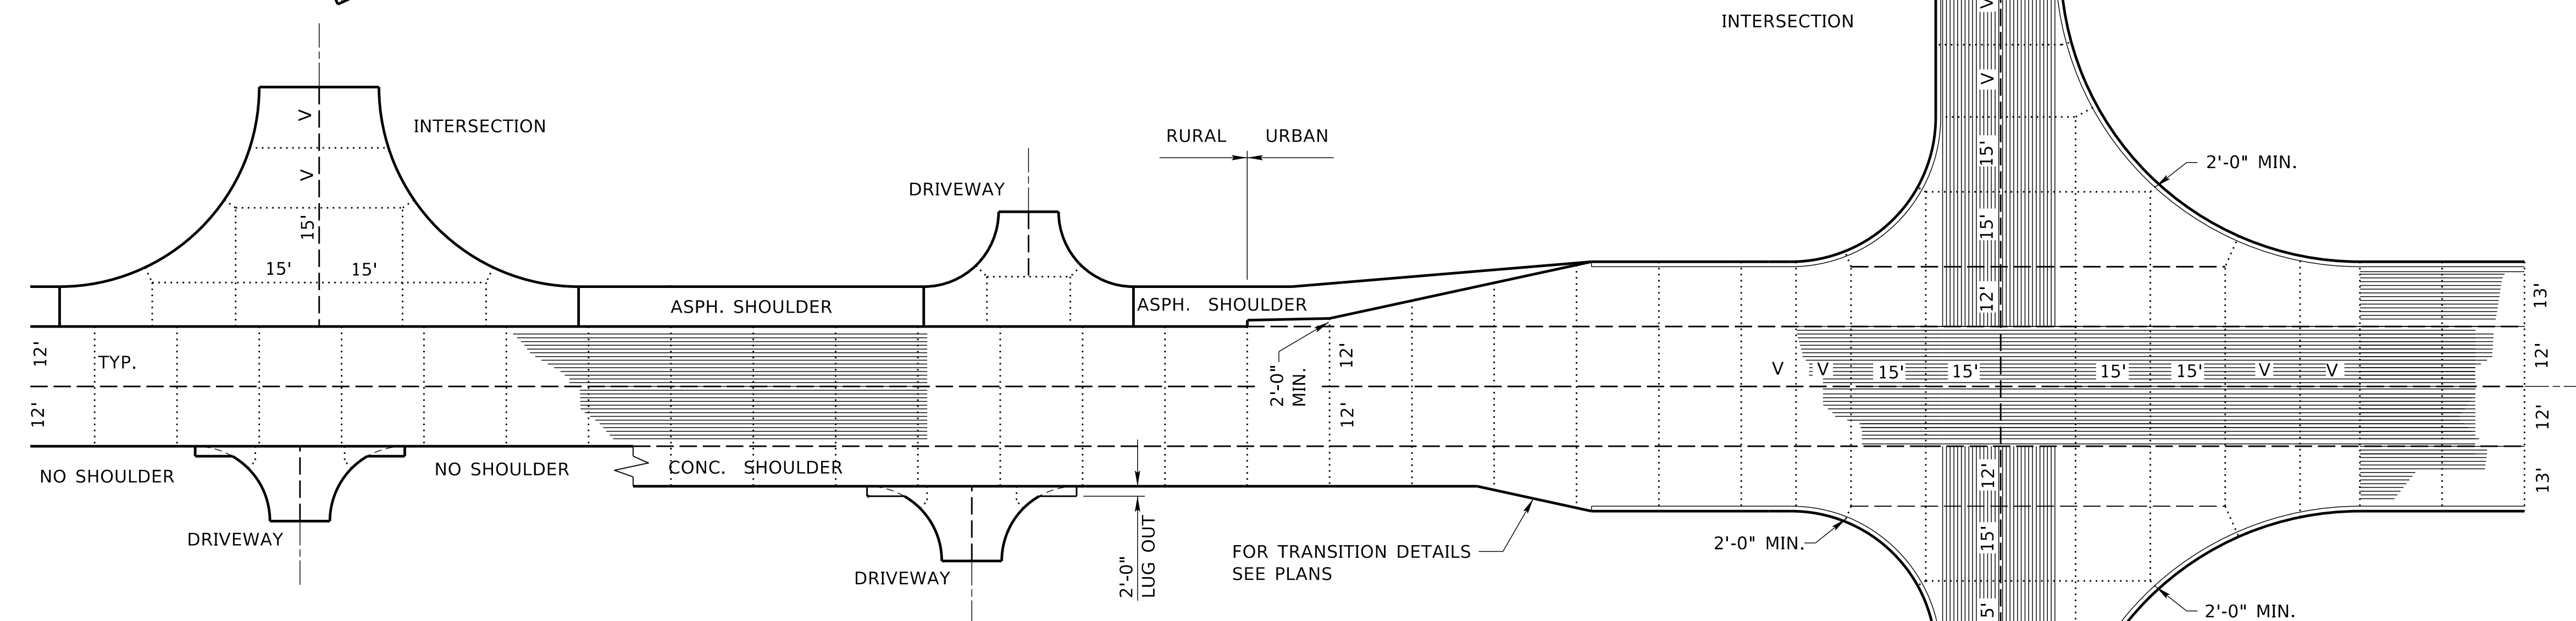 INTERSECTION
V
V
15'
15' 15'
INTERSECTION
V
V
15'
15'
12'
RURAL URBAN
DRIVEWAY
2'-0" MIN.
ASPH. SHOULDER
ASPH. SHOULDER
12'
TYP.
12'
2'-0"
MIN.
12'
12'
V V 15' 15' 15' 15' V V
13'
12'
12'
13'
NO SHOULDER
NO SHOULDER
CONC. SHOULDER
DRIVEWAY
DRIVEWAY
2'-0"
LUG OUT
FOR TRANSITION DETAILS
SEE PLANS
2'-0" MIN.
12'
15'
5'
2'-0" MIN.